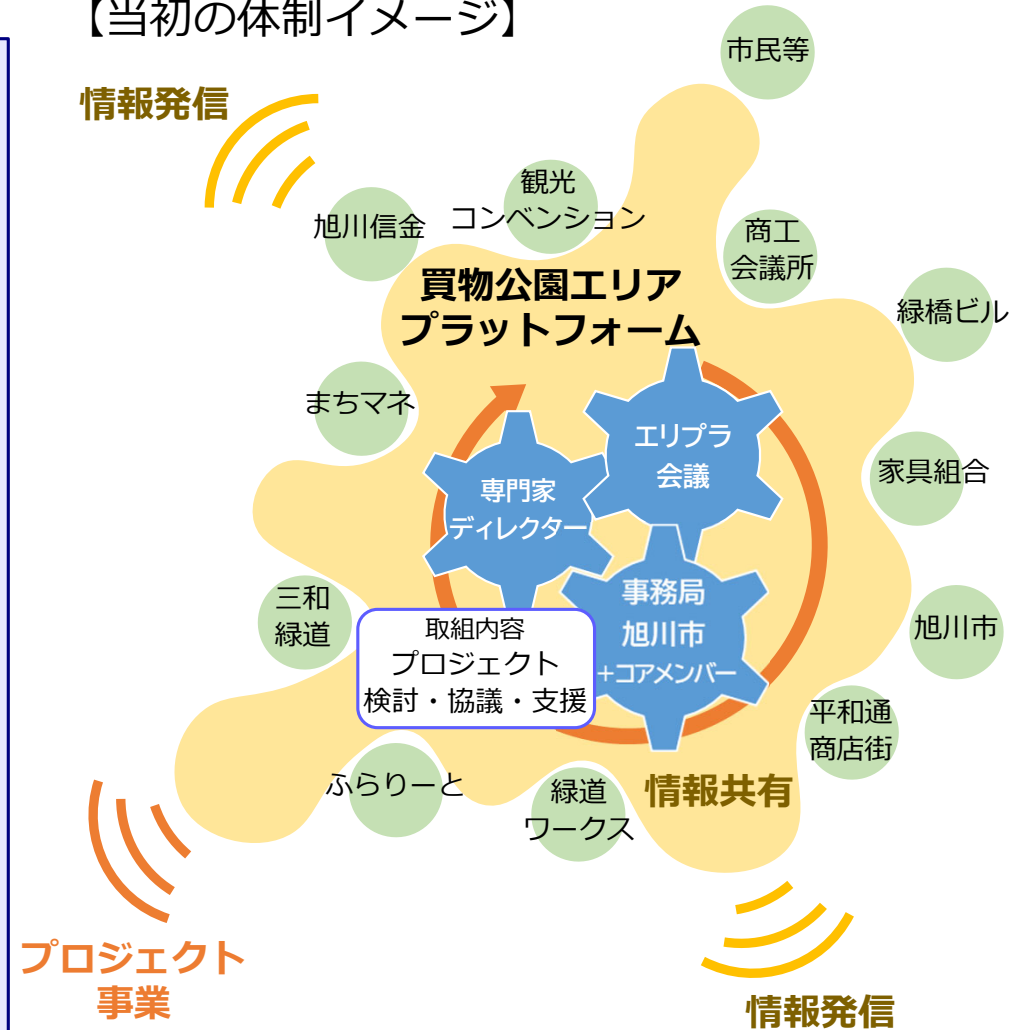 【当初の体制イメージ】
市民等
情報発信
観光
コンベンション
旭川信金
商工
会議所
買物公園エリア
プラットフォーム
緑橋ビル
まちマネ
エリプラ
会議
家具組合
専門家
ディレクター
事務局
旭川市
+コアメンバー
三和
緑道
取組内容
プロジェクト
検討・協議・支援
旭川市
平和通
商店街
ふらりーと
緑道
ワークス
情報共有
プロジェクト
事業
情報発信